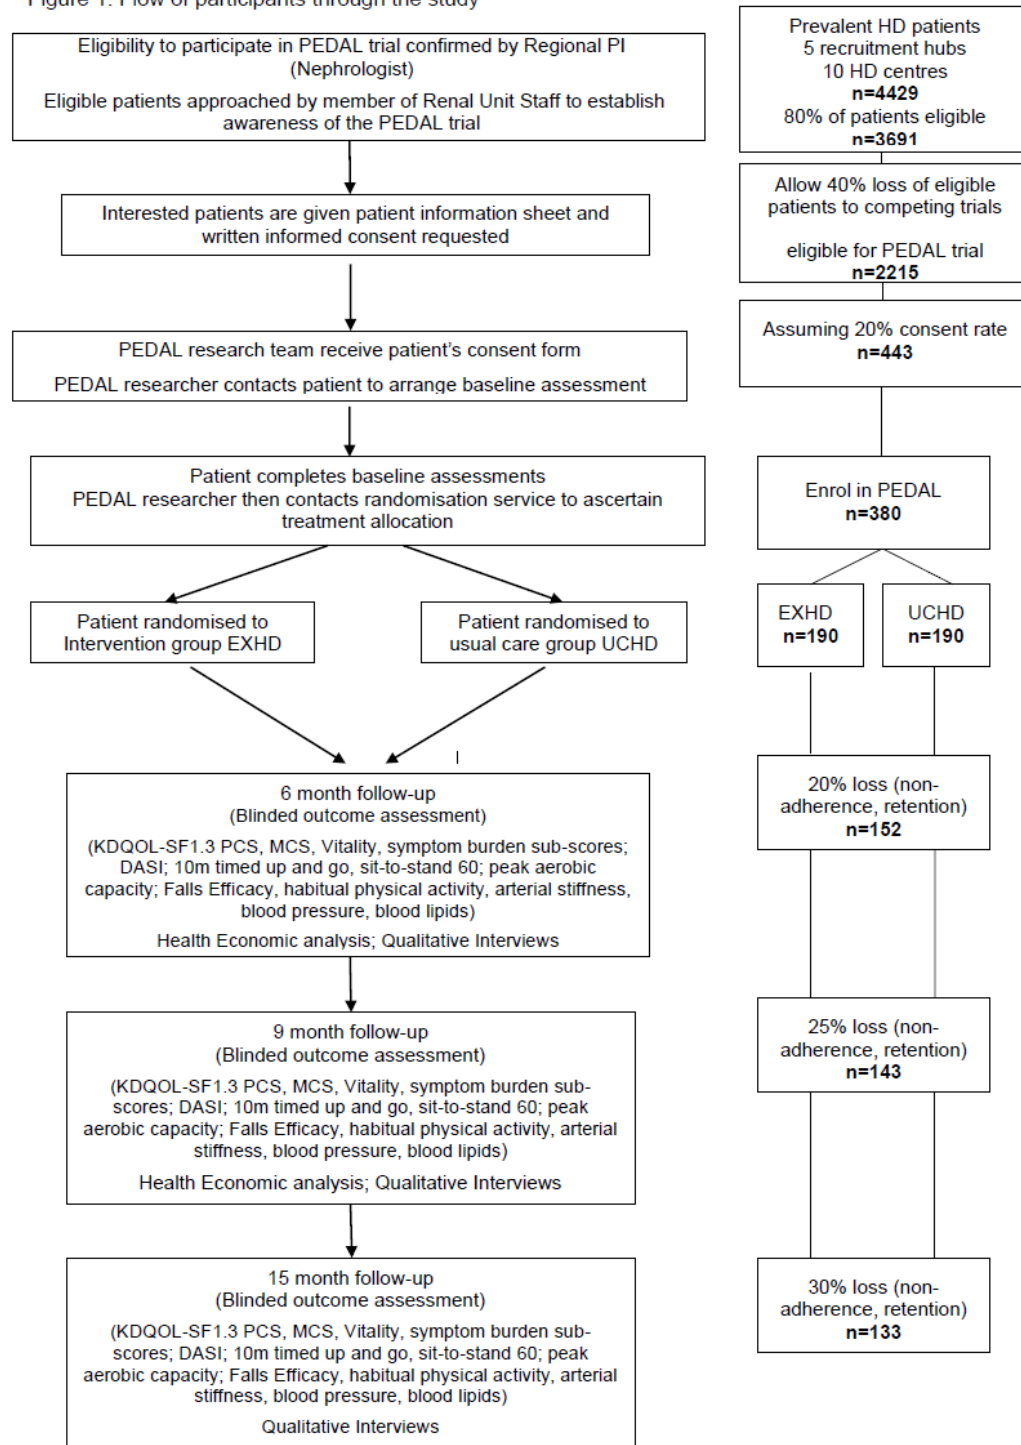 Figure 1. Flow of participants through the study
Eligibility to participate in PEDAL trial confirmed by Regional PI
(Nephrologist)
Eligible patients approached by member of Renal Unit Staff to establish
awareness of the PEDAL trial
Interested patients are given patient information sheet and
written informed consent requested
PEDAL research team receive patient's consent form
PEDAL researcher contacts patient to arrange baseline assessment
Patient completes baseline assessments
PEDAL researcher then contacts randomisation service to ascertain
treatment allocation
Patient randomised to
Intervention group EXHD
Patient randomised to
usual care group UCHD
6 month follow-up
(Blinded outcome assessment)
(KDQOL-SF1.3 PCS, MCS, Vitality, symptom burden sub-scores;
DASI; 10m timed up and go, sit-to-stand 60; peak aerobic
capacity; Falls Efficacy, habitual physical activity, arterial stiffness,
blood pressure, blood lipids)
Health Economic analysis; Qualitative Interviews
9 month follow-up
(Blinded outcome assessment)
(KDQOL-SF1.3 PCS, MCS, Vitality, symptom burden sub-
scores; DASI; 10m timed up and go, sit-to-stand 60; peak
aerobic capacity; Falls Efficacy, habitual physical activity, arterial
stiffness, blood pressure, blood lipids)
Health Economic analysis; Qualitative Interviews
15 month follow-up
(Blinded outcome assessment)
(KDQOL-SF1.3 PCS, MCS, Vitality, symptom burden sub-
scores; DASI; 10m timed up and go, sit-to-stand 60; peak
aerobic capacity; Falls Efficacy, habitual physical activity, arterial
stiffness, blood pressure, blood lipids)
Qualitative Interviews
Prevalent HD patients
5 recruitment hubs
10 HD centres
n=4429
80% of patients eligible
n=3691
Allow 40% loss of eligible
patients to competing trials
eligible for PEDAL trial
n=2215
Assuming 20% consent rate
n=443
Enrol in PEDAL
n=380
EXHD
n=190
UCHD
n=190
20% loss (non-
adherence, retention)
n=152
25% loss (non-
adherence, retention)
n=143
30% loss (non-
adherence, retention)
n=133